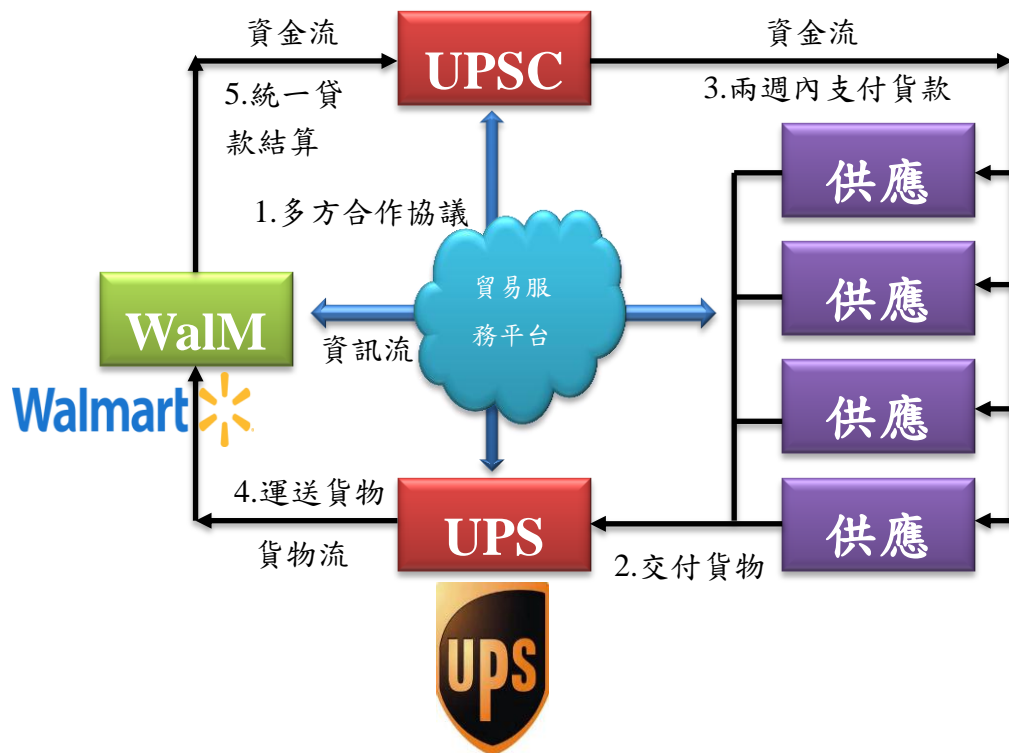 資金流
UPSC
資金流
5.統一貸
款結算
3.兩週內支付貨款
供應
1.多方合作協議
貿易服
務平台
供應
WalM
資訊流
Walmart
供應
4.運送貨物
UPS
供應
貨物流
2.交付貨物
ups